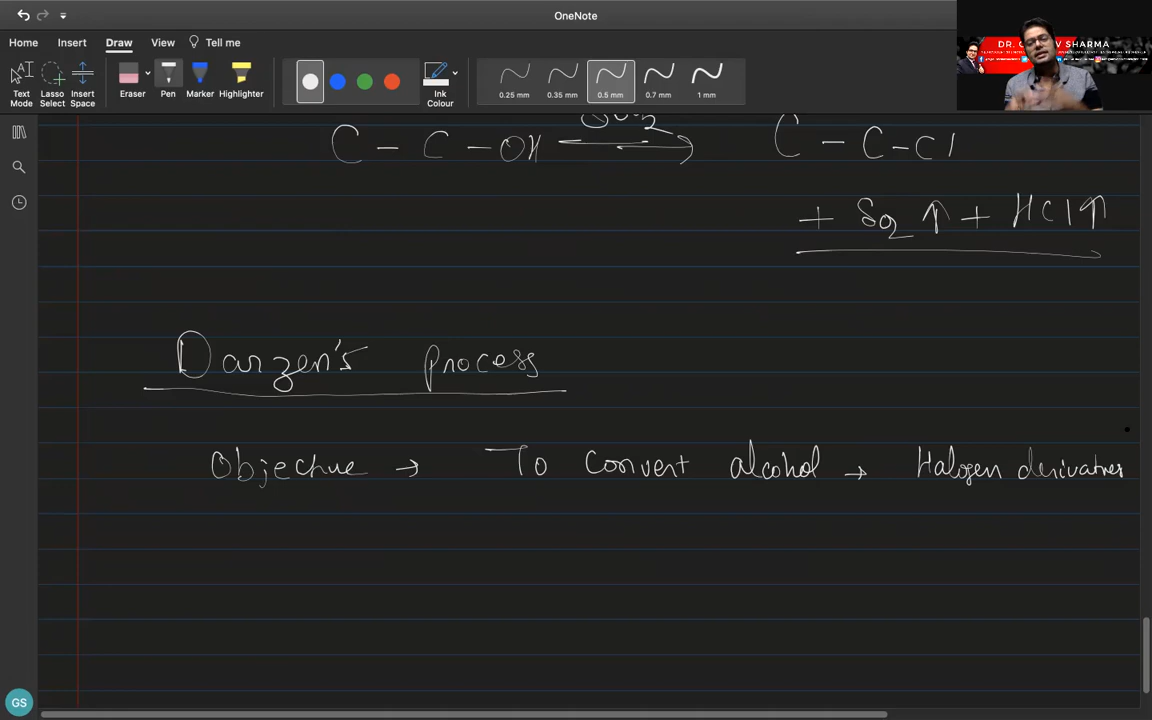 OneNote
Home Insert Draw View Tell me
DR. SHARMA
Text Mode Lasso Select Insert Space Eraser Pen Marker Highlighter Ink Colour 0.25 mm 0.35 mm 0.5 mm 0.7 mm 1 mm
C - C - OH ⇌ C - C - Cl
+ SO2 ↑ + HCl ↑
Darzen's process
Objective → To convert alcohol → Halogen derivatives
GS